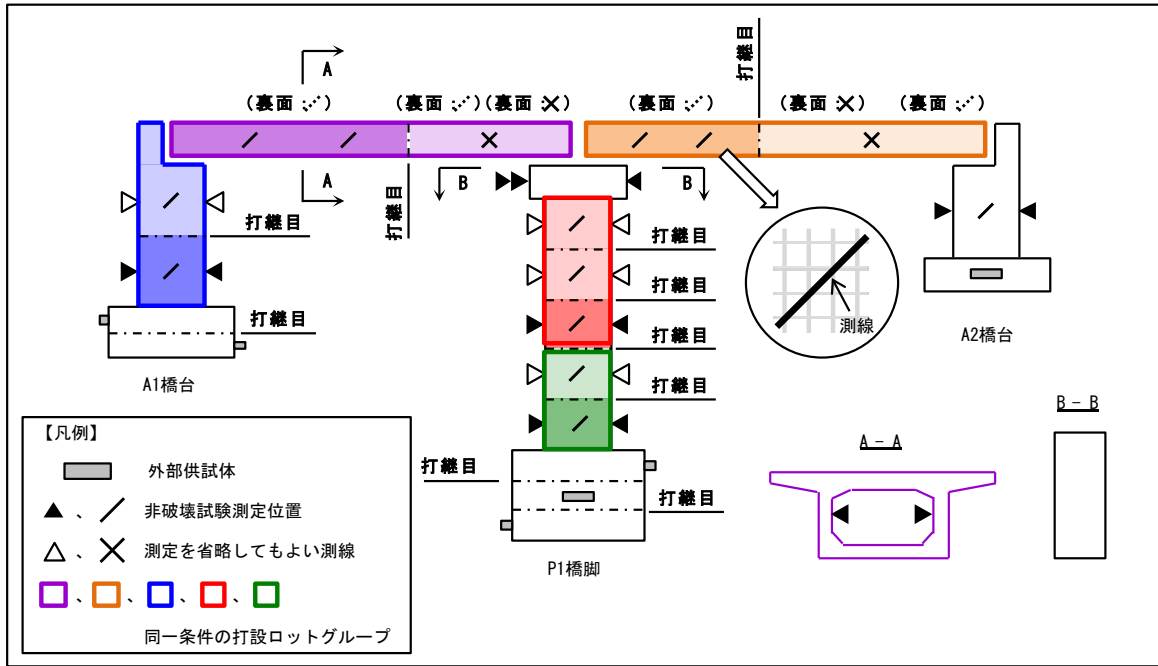 A
打継目
(裏面 ⋰)
(裏面 ⋰)
(裏面 ×)
(裏面 ⋰)
(裏面 ×)
(裏面 ⋰)
A
打継目
B
B
打継目
打継目
打継目
打継目
打継目
打継目
測線
A1橋台
A2橋台
打継目
打継目
P1橋脚
A － A
B － B
【凡例】
外部供試体
▲ 、 ／ 非破壊試験測定位置
△ 、 × 測定を省略してもよい測線
、 、 、 、
同一条件の打設ロットグループ